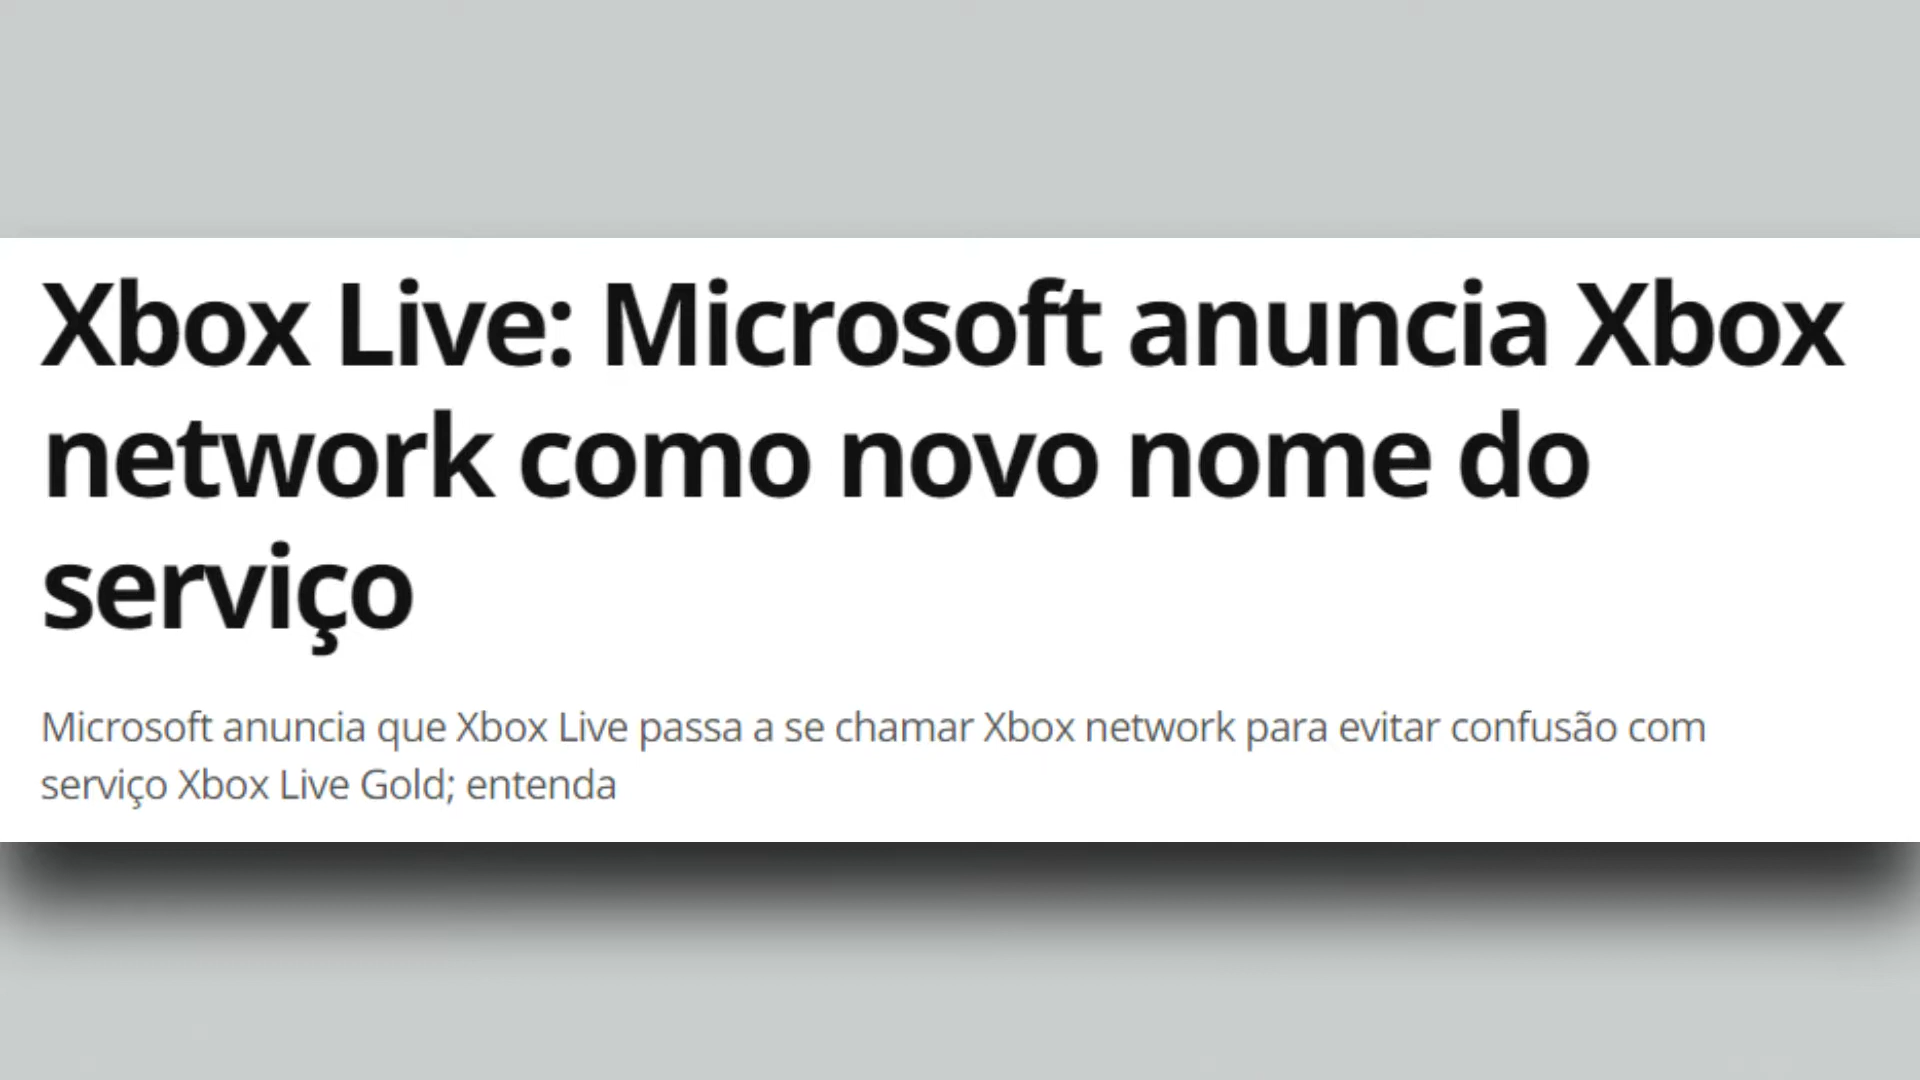 Xbox Live: Microsoft anuncia Xbox
network como novo nome do
serviço
Microsoft anuncia que Xbox Live passa a se chamar Xbox network para evitar confusão com
serviço Xbox Live Gold; entenda